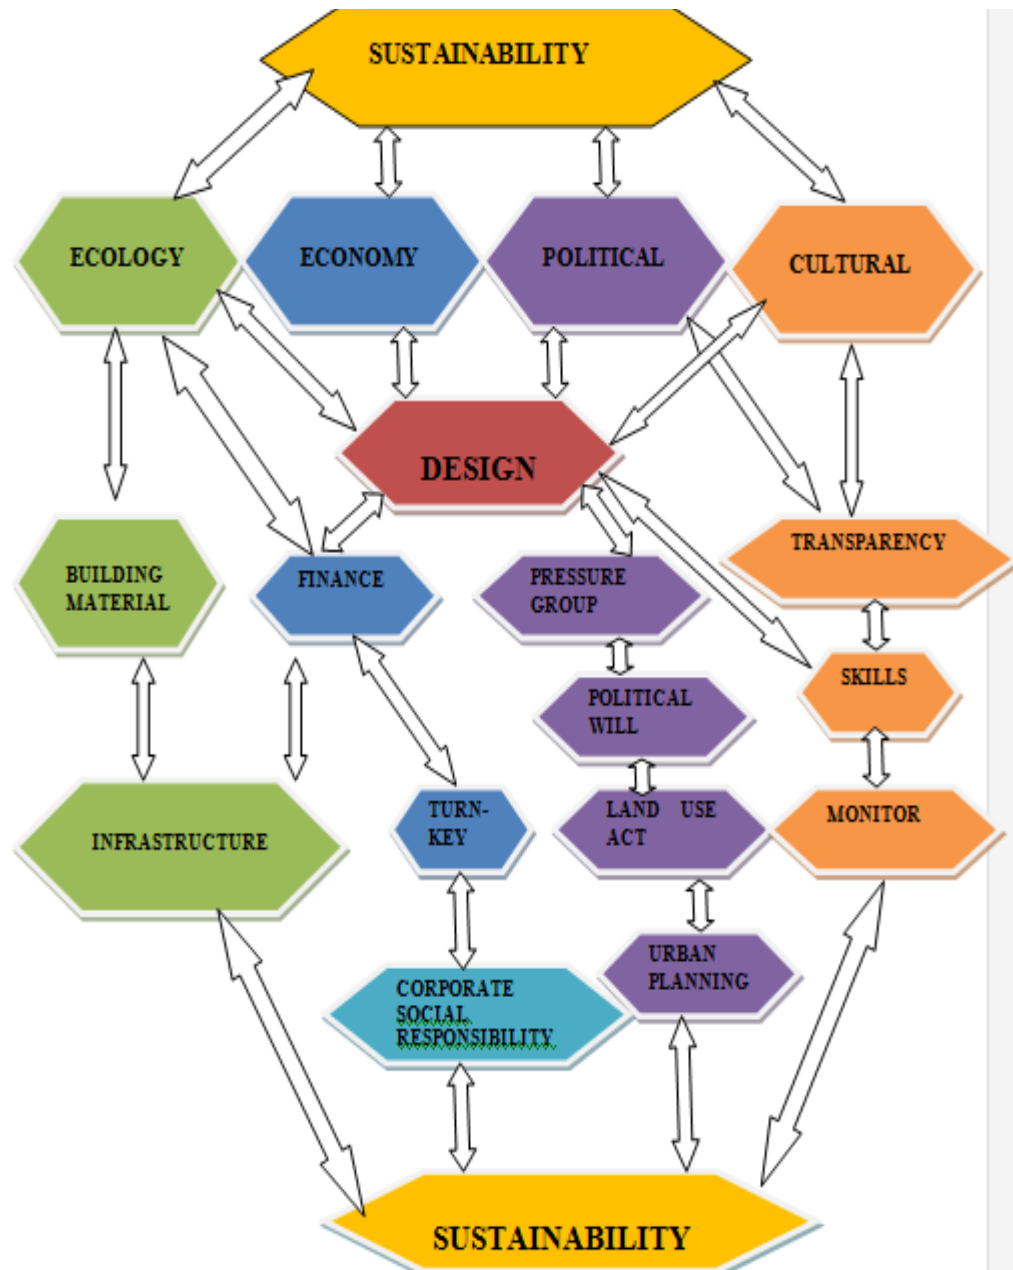 SUSTAINABILITY
ECOLOGY
ECONOMY
POLITICAL
CULTURAL
DESIGN
TRANSPARENCY
BUILDING
MATERIAL
FINANCE
PRESSURE
GROUP
SKILLS
POLITICAL
WILL
INFRASTRUCTURE
TURN-
KEY
LAND USE
ACT
MONITOR
URBAN
PLANNING
CORPORATE
SOCIAL
RESPONSIBILITY
SUSTAINABILITY